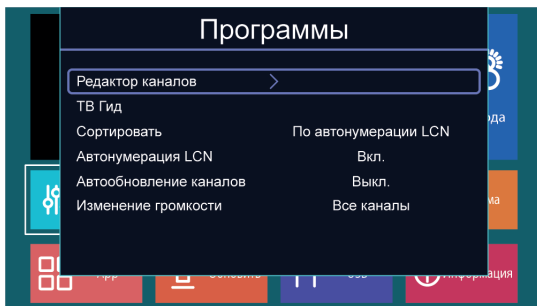 Программы
Редактор каналов
ТВ Гид
Сортировать По автонумерации LCN
Автонумерация LCN Вкл.
Автообновление каналов Выкл.
Изменение громкости Все каналы